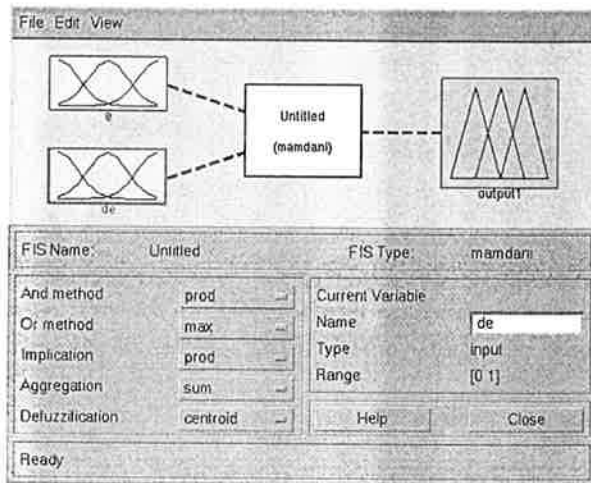 File Edit View
e
de
Untitled
(mamdani)
output1
FIS Name: Untitled FIS Type: mamdani
And method prod
Or method max
Implication prod
Aggregation sum
Defuzzification centroid
Current Variable
Name de
Type input
Range [0 1]
Help Close
Ready